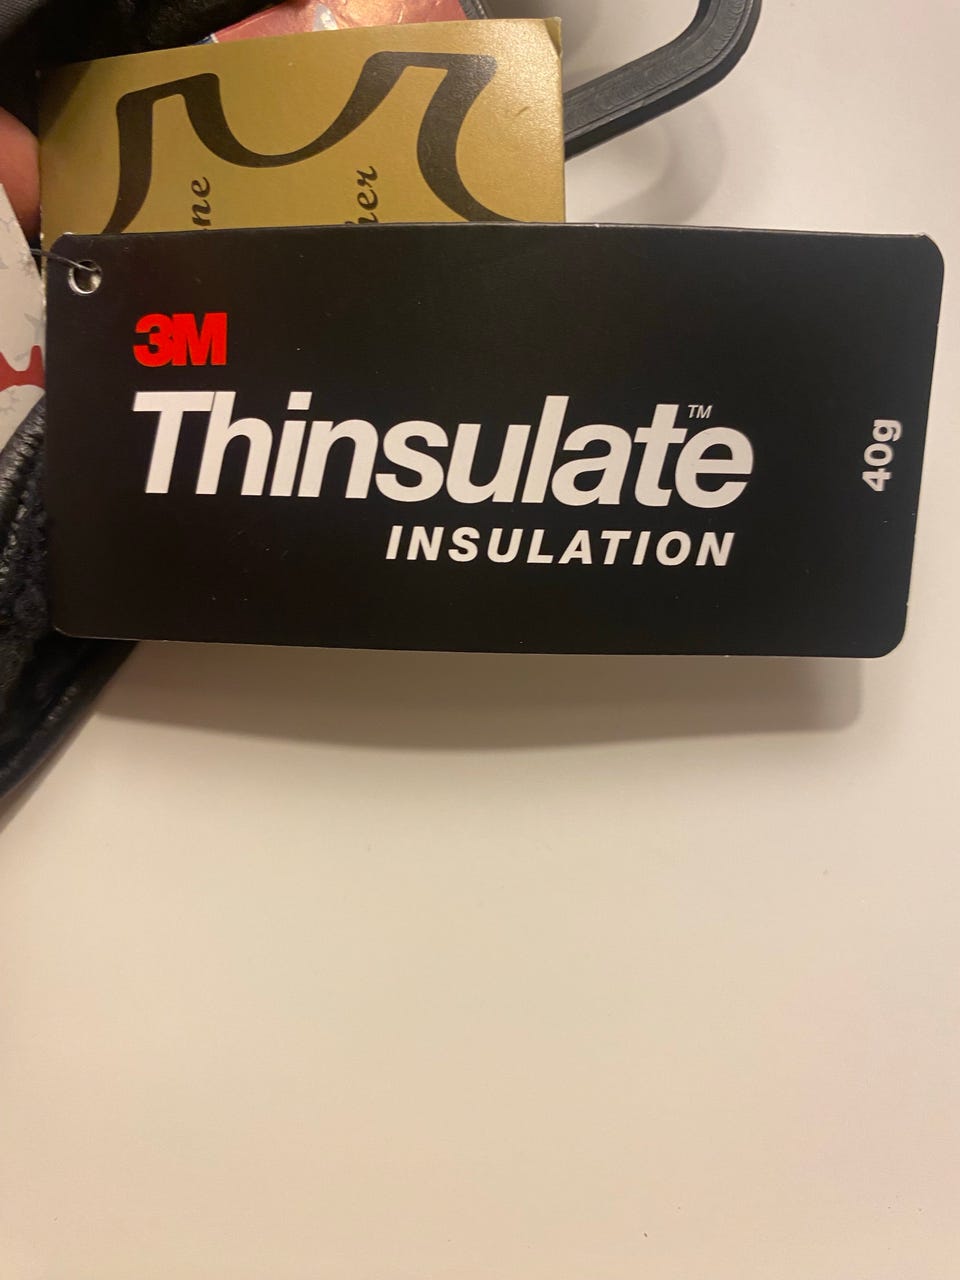 3M
Thinsulate™
INSULATION
40g